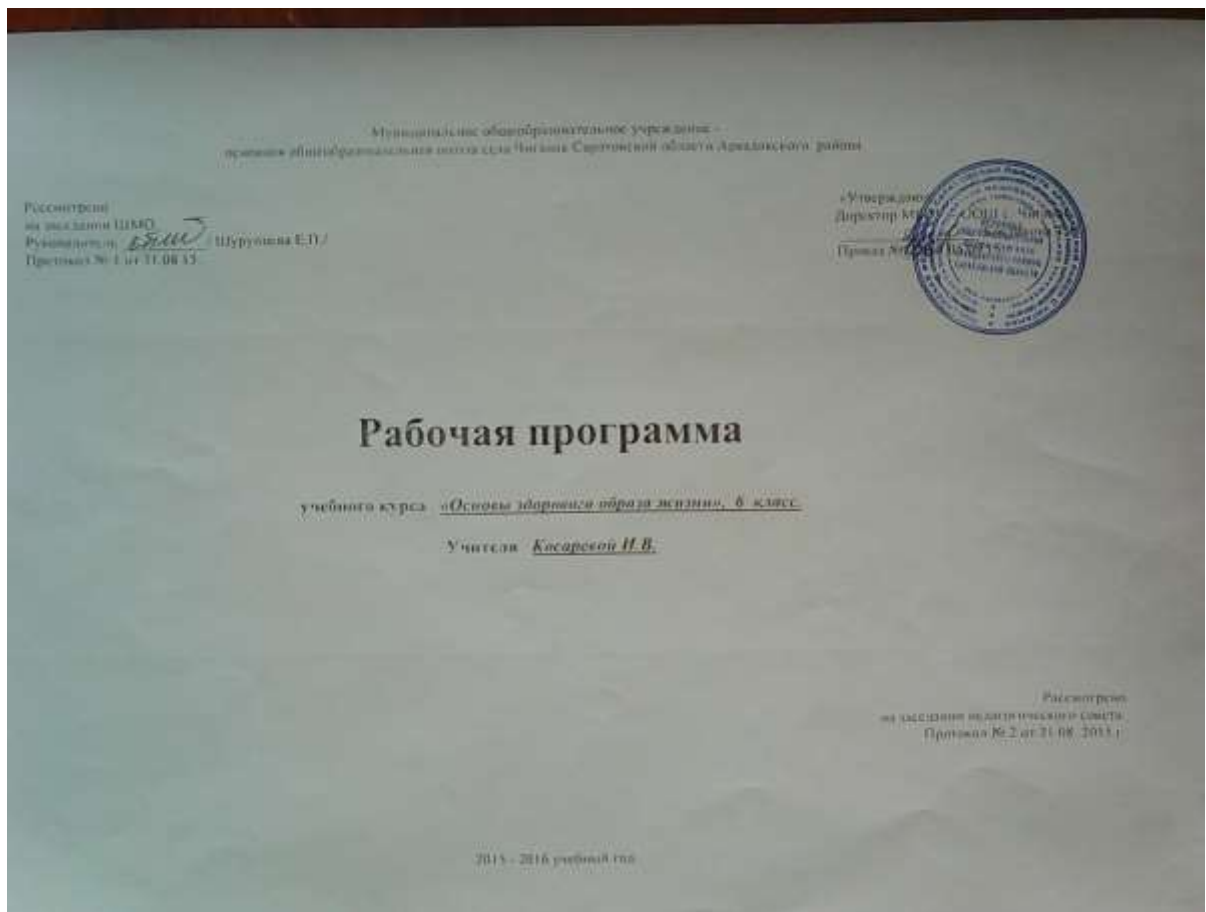 Муниципальное общеобразовательное учреждение -
основная общеобразовательная школа села Чиганак Саратовской области Аркадакского района
Рассмотрено
на заседании ШМО
Руководитель /Шурупцева Е.П./
Протокол № 1 от 31.08.15
«Утверждаю
Директор
Приказ №
Рабочая программа
учебного курса «Основы здорового образа жизни», 6 класс.
Учителя Косаревой И.В.
Рассмотрено
на заседании педагогического совета
Протокол № 2 от 31.08. 2015 г
2015 - 2016 учебный год